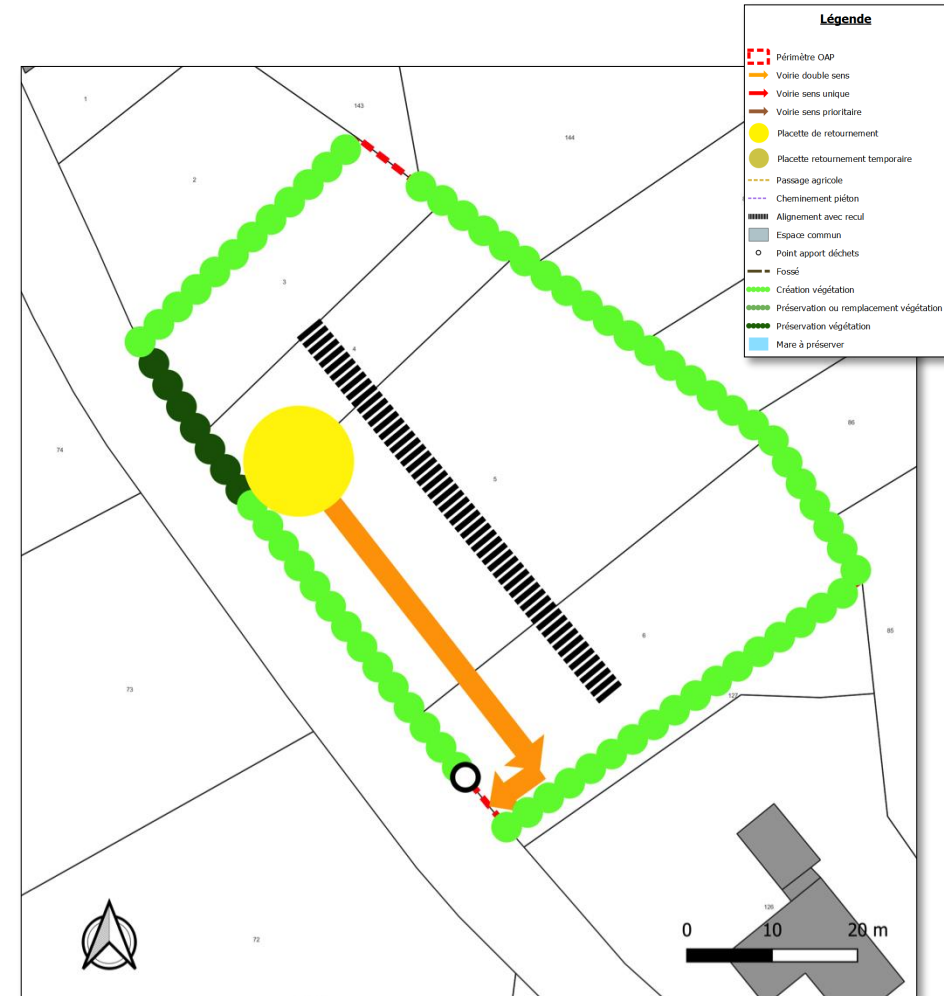 Légende
Périmètre OAP
Voirie double sens
Voirie sens unique
Voirie sens prioritaire
Placette de retournement
Placette retournement temporaire
Passage agricole
Cheminement piéton
Alignement avec recul
Espace commun
Point apport déchets
Fossé
Création végétation
Préservation ou remplacement végétation
Préservation végétation
Mare à préserver
1
143
144
2
3
4
86
74
5
6
85
73
127
126
72
0 10 20 m